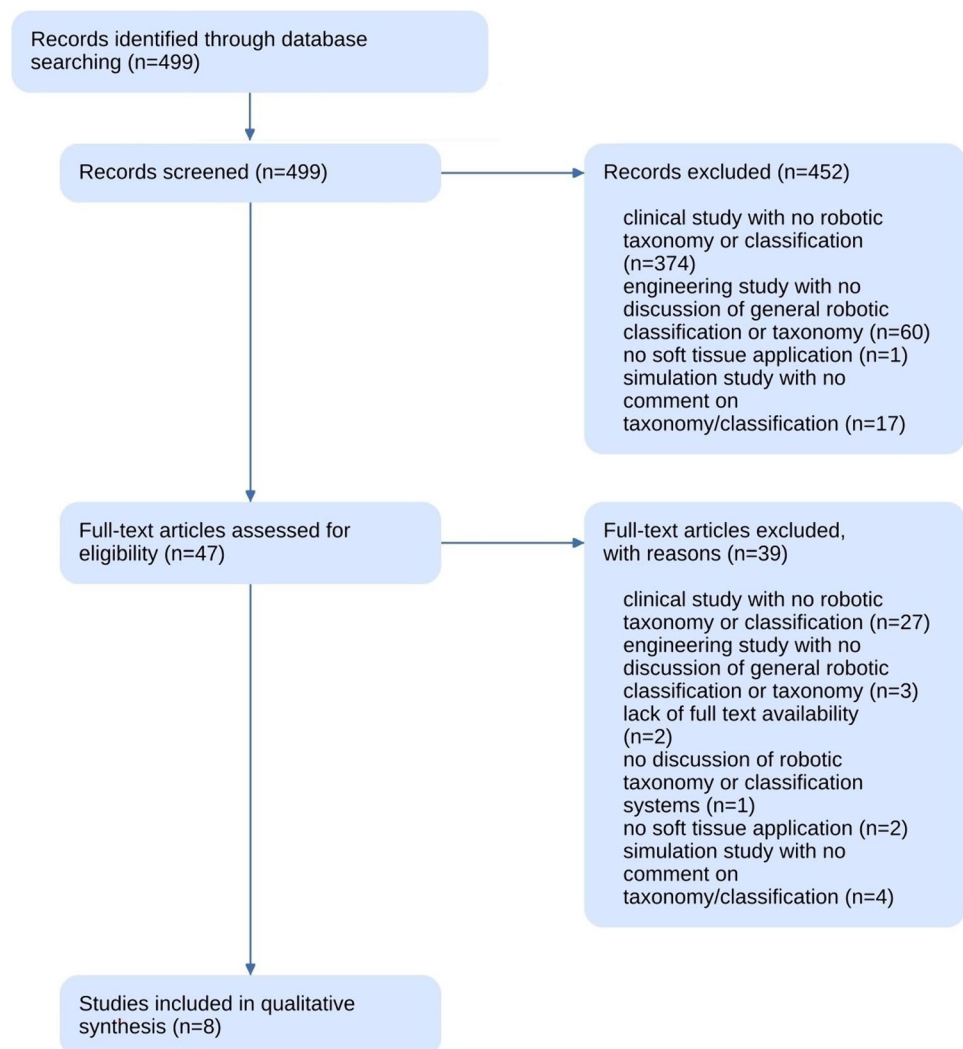 Records identified through database
searching (n=499)
Records screened (n=499)
Records excluded (n=452)
clinical study with no robotic
taxonomy or classification
(n=374)
engineering study with no
discussion of general robotic
classification or taxonomy (n=60)
no soft tissue application (n=1)
simulation study with no
comment on
taxonomy/classification (n=17)
Full-text articles assessed for
eligibility (n=47)
Full-text articles excluded,
with reasons (n=39)
clinical study with no robotic
taxonomy or classification (n=27)
engineering study with no
discussion of general robotic
classification or taxonomy (n=3)
lack of full text availability
(n=2)
no discussion of robotic
taxonomy or classification
systems (n=1)
no soft tissue application (n=2)
simulation study with no
comment on
taxonomy/classification (n=4)
Studies included in qualitative
synthesis (n=8)